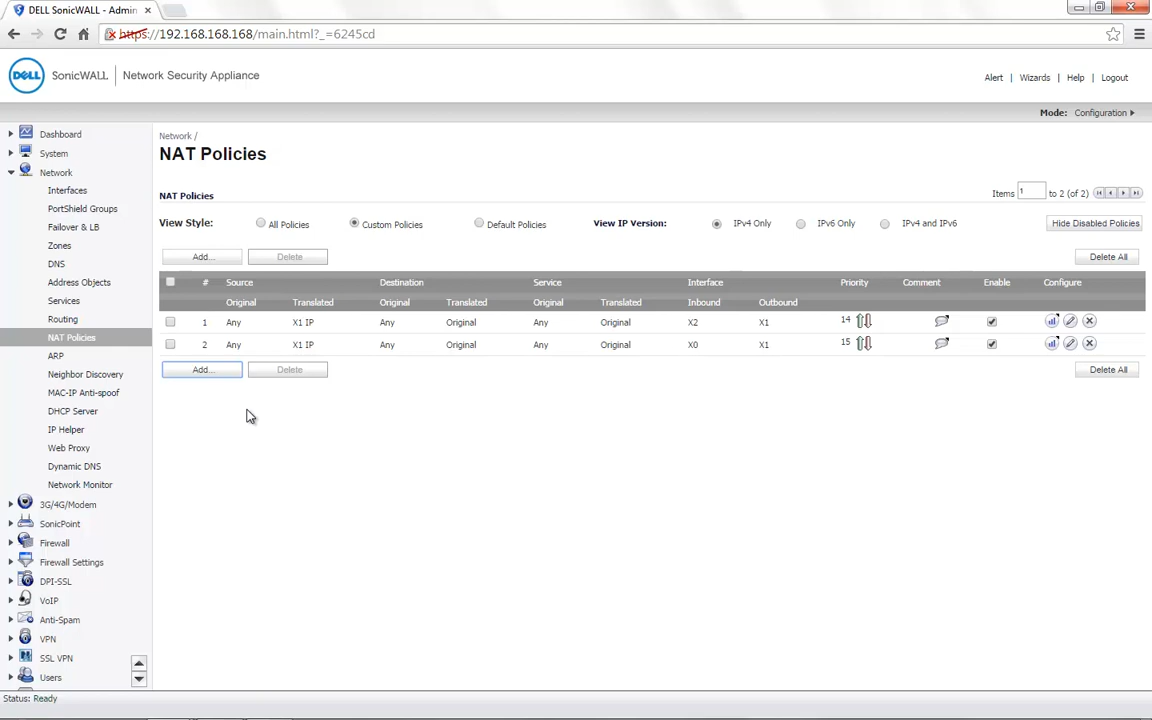 DELL SonicWALL - Admin
https://192.168.168.168/main.html?_=6245cd
DELL SonicWALL | Network Security Appliance
Alert | Wizards | Help | Logout
Mode: Configuration
Dashboard
System
Network
Interfaces
PortShield Groups
Failover & LB
Zones
DNS
Address Objects
Services
Routing
NAT Policies
ARP
Neighbor Discovery
MAC-IP Anti-spoof
DHCP Server
IP Helper
Web Proxy
Dynamic DNS
Network Monitor
3G/4G/Modem
SonicPoint
Firewall
Firewall Settings
DPI-SSL
VoIP
Anti-Spam
VPN
SSL VPN
Users
Network /
NAT Policies
NAT Policies
Items 1 to 2 (of 2)
View Style: All Policies Custom Policies Default Policies View IP Version: IPv4 Only IPv6 Only IPv4 and IPv6 Hide Disabled Policies
Add... Delete Delete All
# Source Destination Service Interface Priority Comment Enable Configure
Original Translated Original Translated Original Translated Inbound Outbound
1 Any X1 IP Any Original Any Original X2 X1 14
2 Any X1 IP Any Original Any Original X0 X1 15
Add... Delete Delete All
Status: Ready